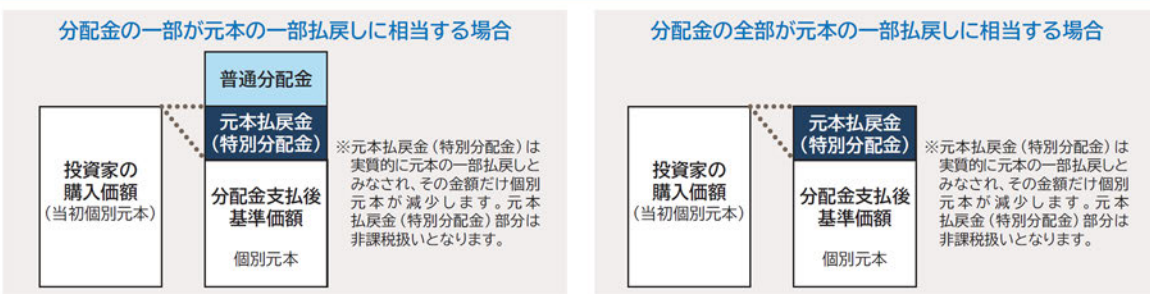 分配金の一部が元本の一部払戻しに相当する場合
普通分配金
元本払戻金
(特別分配金)
投資家の
購入価額
(当初個別元本)
分配金支払後
基準価額
個別元本
※元本払戻金(特別分配金)は
実質的に元本の一部払戻しと
みなされ、その金額だけ個別
元本が減少します。元本
払戻金(特別分配金)部分は
非課税扱いとなります。
分配金の全部が元本の一部払戻しに相当する場合
元本払戻金
(特別分配金)
投資家の
購入価額
(当初個別元本)
分配金支払後
基準価額
個別元本
※元本払戻金(特別分配金)は
実質的に元本の一部払戻しと
みなされ、その金額だけ個別
元本が減少します。元本
払戻金(特別分配金)部分は
非課税扱いとなります。